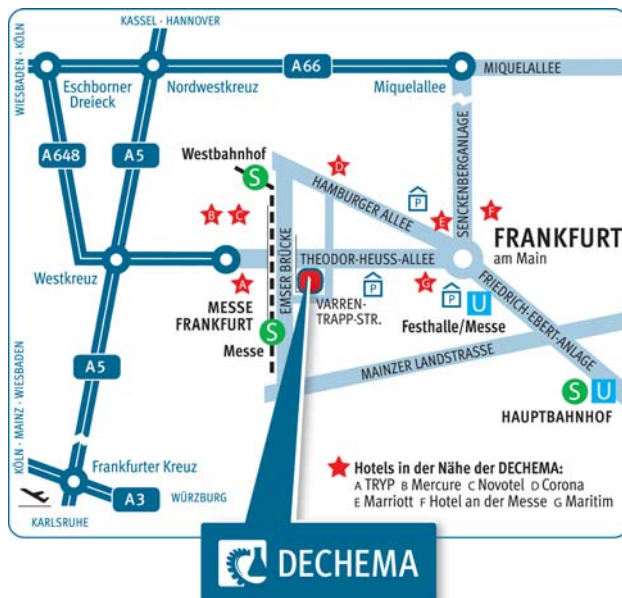 KASSEL · HANNOVER
WIESBADEN · KÖLN
A66
MIQUELALLEE
Eschborner
Dreieck
Nordwestkreuz
Miquelallee
A648
A5
Westbahnhof
S
D
HAMBURGER ALLEE
P
SENCKENBERGANLAGE
B
C
E
F
FRANKFURT
am Main
THEODOR-HEUSS-ALLEE
Westkreuz
A
EMSER BRÜCKE
P
G
P
U
MESSE
FRANKFURT
VARREN-
TRAPP-STR.
Festhalle/Messe
FRIEDRICH-EBERT-ANLAGE
S
Messe
MAINZER LANDSTRASSE
A5
KÖLN · MAINZ · WIESBADEN
S
U
HAUPTBAHNHOF
Frankfurter Kreuz
A3
WÜRZBURG
KARLSRUHE
Hotels in der Nähe der DECHEMA:
A TRYP B Mercure C Novotel D Corona
E Marriott F Hotel an der Messe G Maritim
DECHEMA